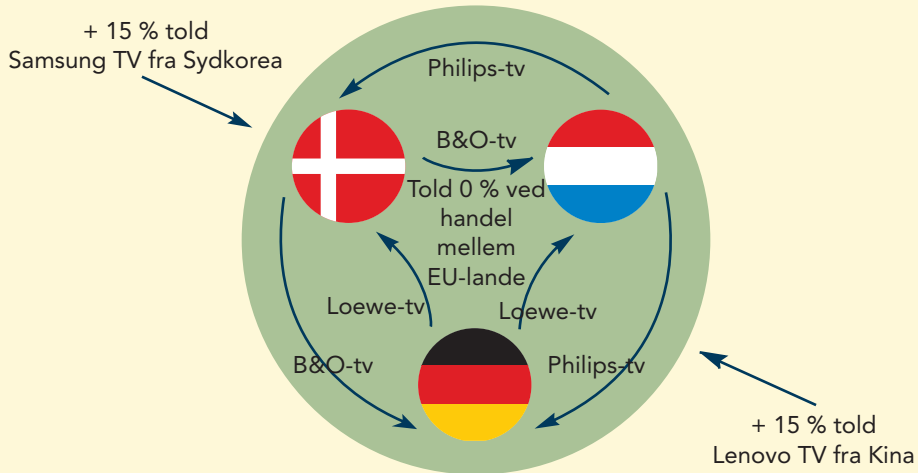 + 15 % told
Samsung TV fra Sydkorea
Philips-tv
B&O-tv
Told 0 % ved
handel
mellem
EU-lande
Loewe-tv
Loewe-tv
B&O-tv
Philips-tv
+ 15 % told
Lenovo TV fra Kina